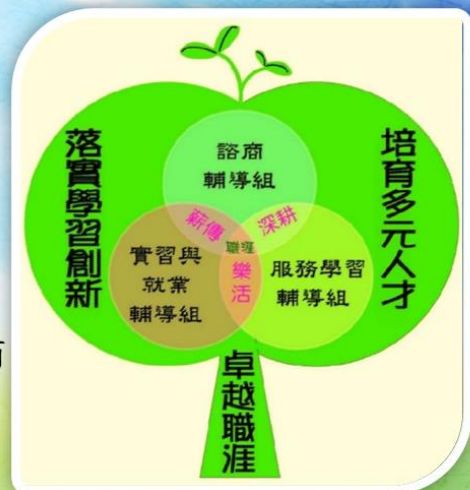 落實學習創新
培育多元人才
諮商
輔導組
薪傳
深耕
職涯
樂活
實習與
就業
輔導組
服務學習
輔導組
卓越職涯